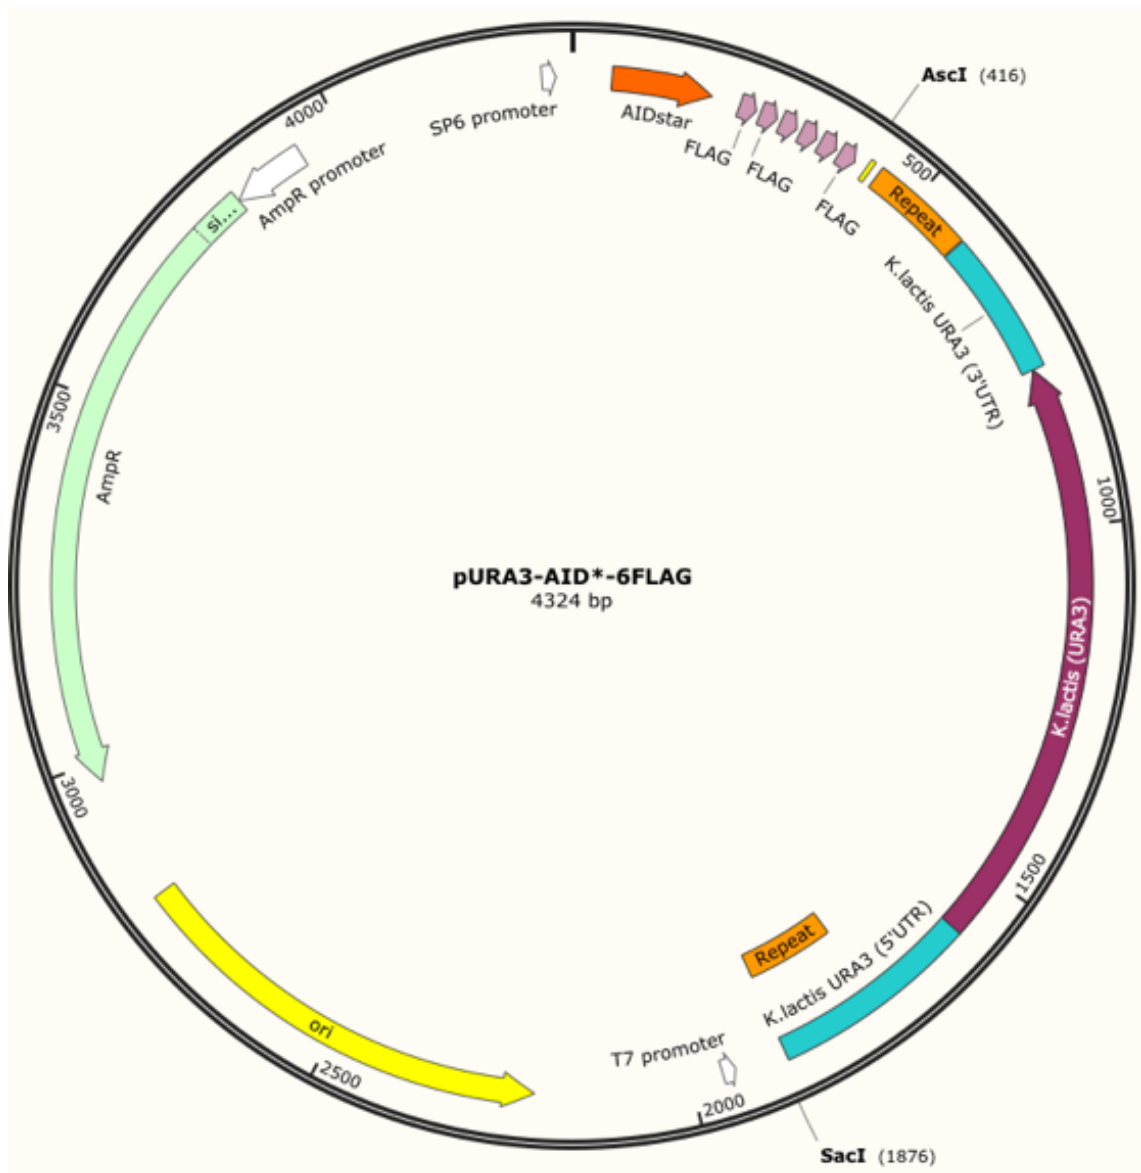 AscI (416)
SP6 promoter
AIDstar
FLAG
FLAG
FLAG
500
Repeat
K.lactis URA3 (3'UTR)
4000
AmpR promoter
si...
3500
AmpR
1000
pURA3-AID*-6FLAG
4324 bp
K.lactis (URA3)
3000
1500
Repeat
K.lactis URA3 (5'UTR)
ori
T7 promoter
2500
2000
SacI (1876)